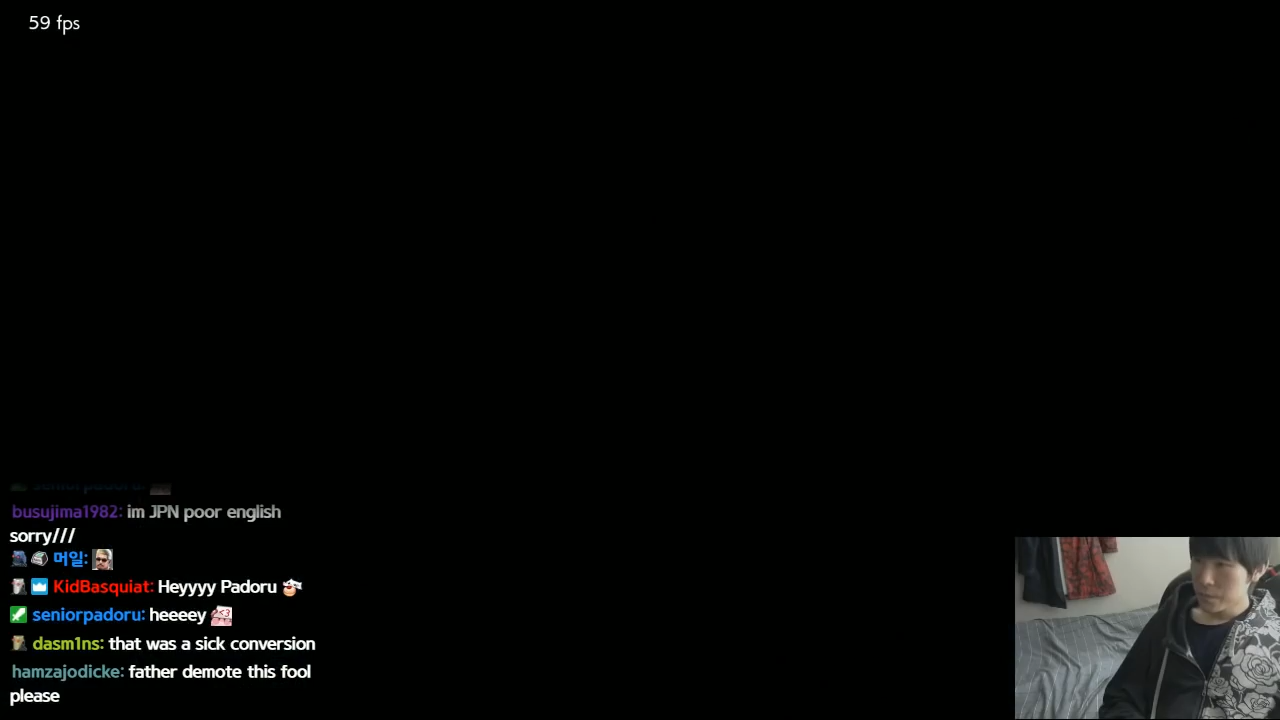 59 fps
seniorpadoru:
busujima1982: im JPN poor english
sorry///
머일:
KidBasquiat: Heyyyy Padoru
seniorpadoru: heeeey
dasm1ns: that was a sick conversion
hamzajodicke: father demote this fool
please